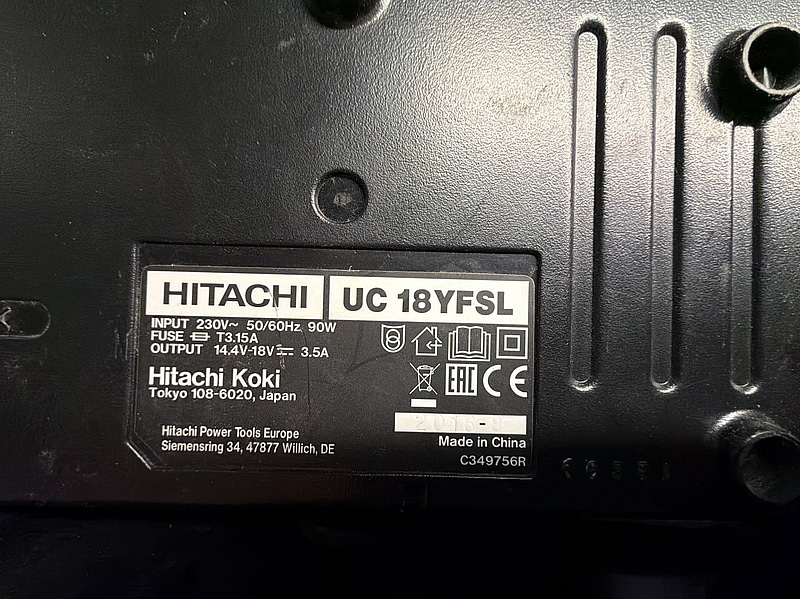 HITACHI
UC 18YFSL
INPUT 230V~ 50/60Hz 90W
FUSE T3.15A
OUTPUT 14.4V-18V⎓ 3.5A
Hitachi Koki
Tokyo 108-6020, Japan
EAC
CE
Hitachi Power Tools Europe
Siemensring 34, 47877 Willich, DE
Made in China
C349756R